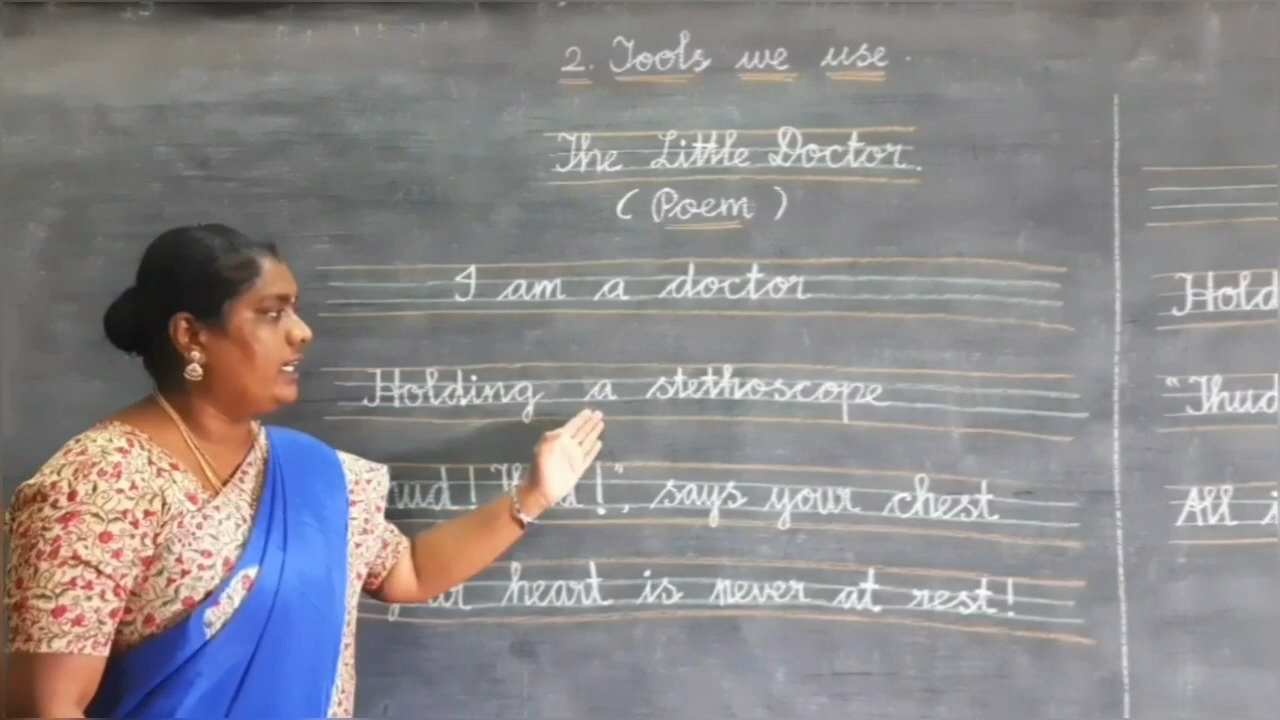 2. Tools we use.
The Little Doctor.
(Poem)
I am a doctor
Holding a stethoscope
says your chest
heart is never at rest!
Hold
"Thud
All